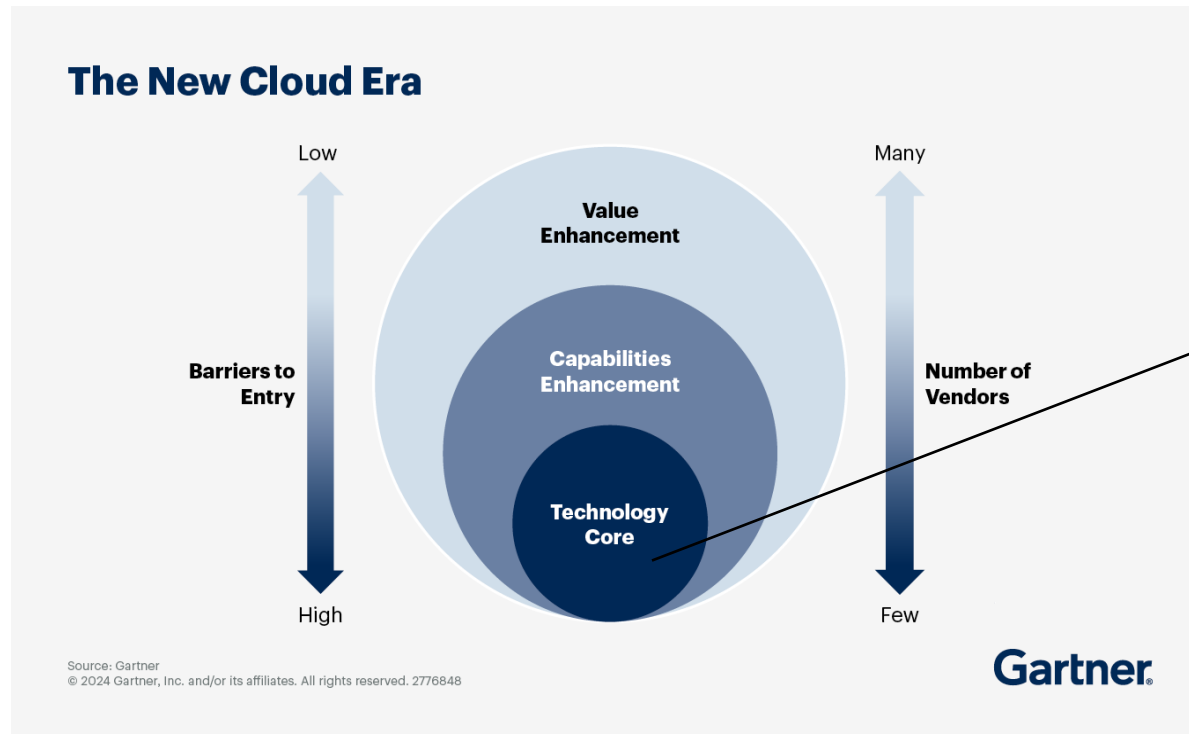 The New Cloud Era
Low
Many
Value
Enhancement
Capabilities
Enhancement
Barriers to
Entry
Number of
Vendors
Technology
Core
High
Few
Source: Gartner
© 2024 Gartner, Inc. and/or its affiliates. All rights reserved. 2776848
Gartner®